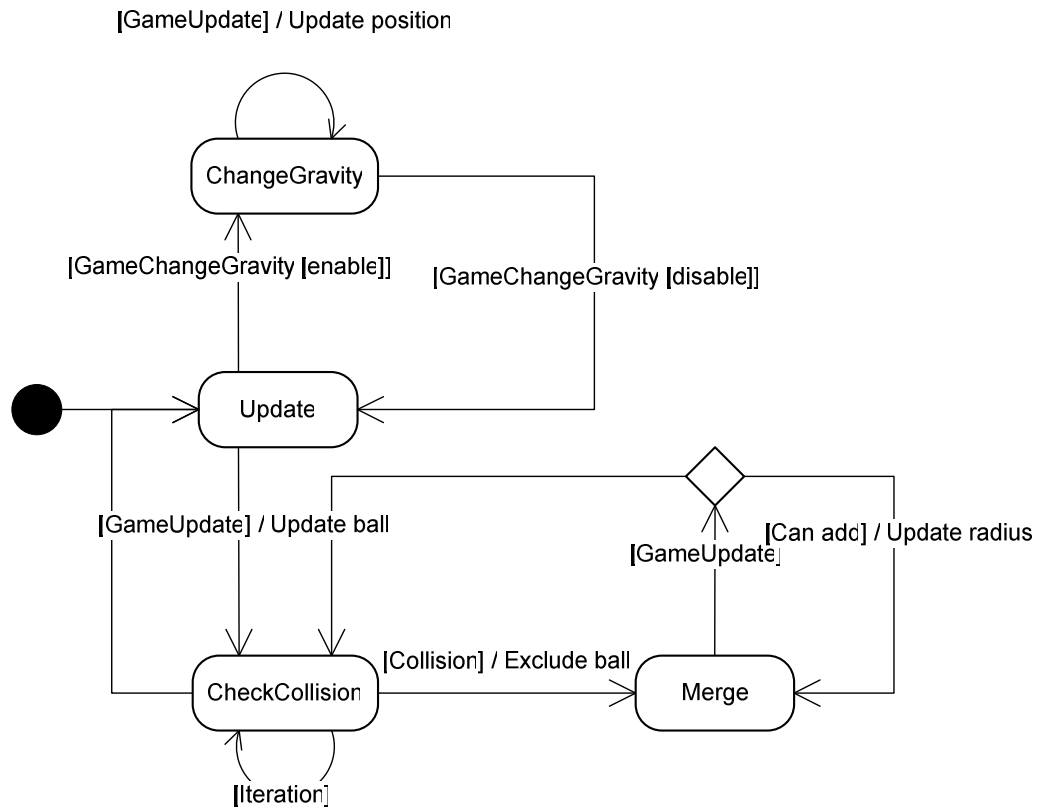 [GameUpdate] / Update position
ChangeGravity
[GameChangeGravity [enable]]
[GameChangeGravity [disable]]
Update
[GameUpdate] / Update ball
[Can add] / Update radius
[GameUpdate]
[Collision] / Exclude ball
CheckCollision
Merge
[Iteration]